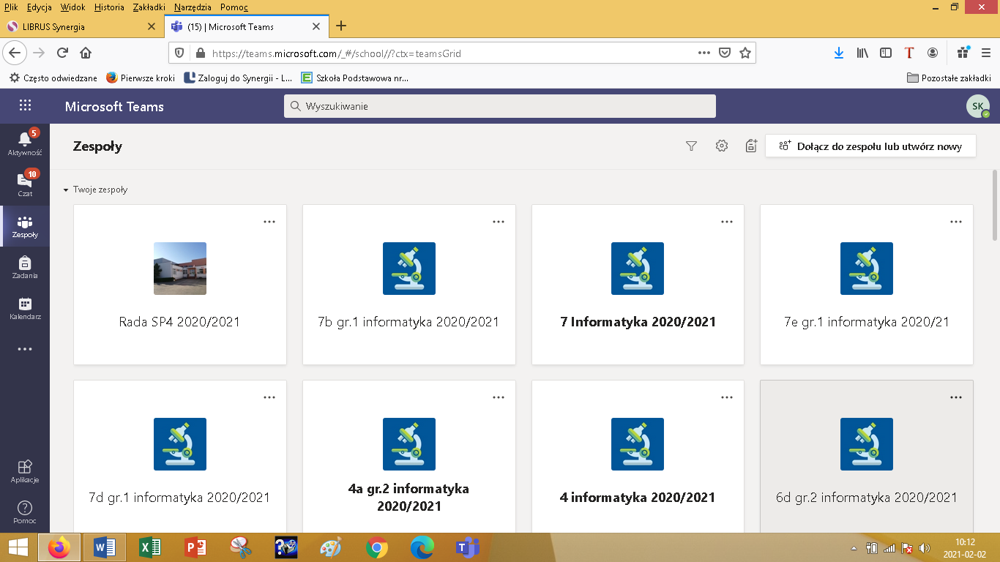 Plik Edycja Widok Historia Zakładki Narzędzia Pomoc
LIBRUS Synergia
(15) | Microsoft Teams
https://teams.microsoft.com/_#/school//?ctx=teamsGrid
Często odwiedzane
Pierwsze kroki
Zaloguj do Synergii - L...
Szkoła Podstawowa nr...
Pozostałe zakładki
Microsoft Teams
Wyszukiwanie
SK
5
Aktywność
10
Czat
Zespoły
Zadania
Kalendarz
Aplikacje
Pomoc
Zespoły
Dołącz do zespołu lub utwórz nowy
Twoje zespoły
Rada SP4 2020/2021
7b gr.1 informatyka 2020/2021
7 Informatyka 2020/2021
7e gr.1 informatyka 2020/21
7d gr.1 informatyka 2020/2021
4a gr.2 informatyka
2020/2021
4 informatyka 2020/2021
6d gr.2 informatyka 2020/2021
10:12
2021-02-02